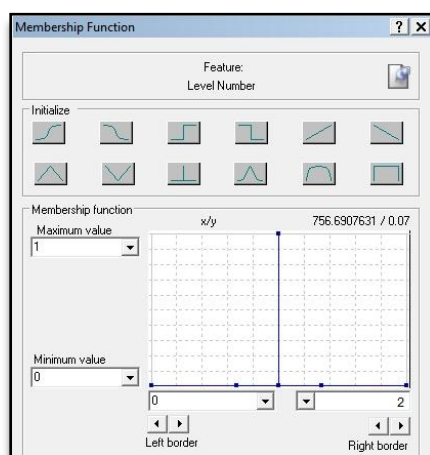 Membership Function
Feature:
Level Number
Initialize
Membership function
Maximum value
x/y
756.6907631 / 0.07
1
Minimum value
0
0
2
Left border
Right border